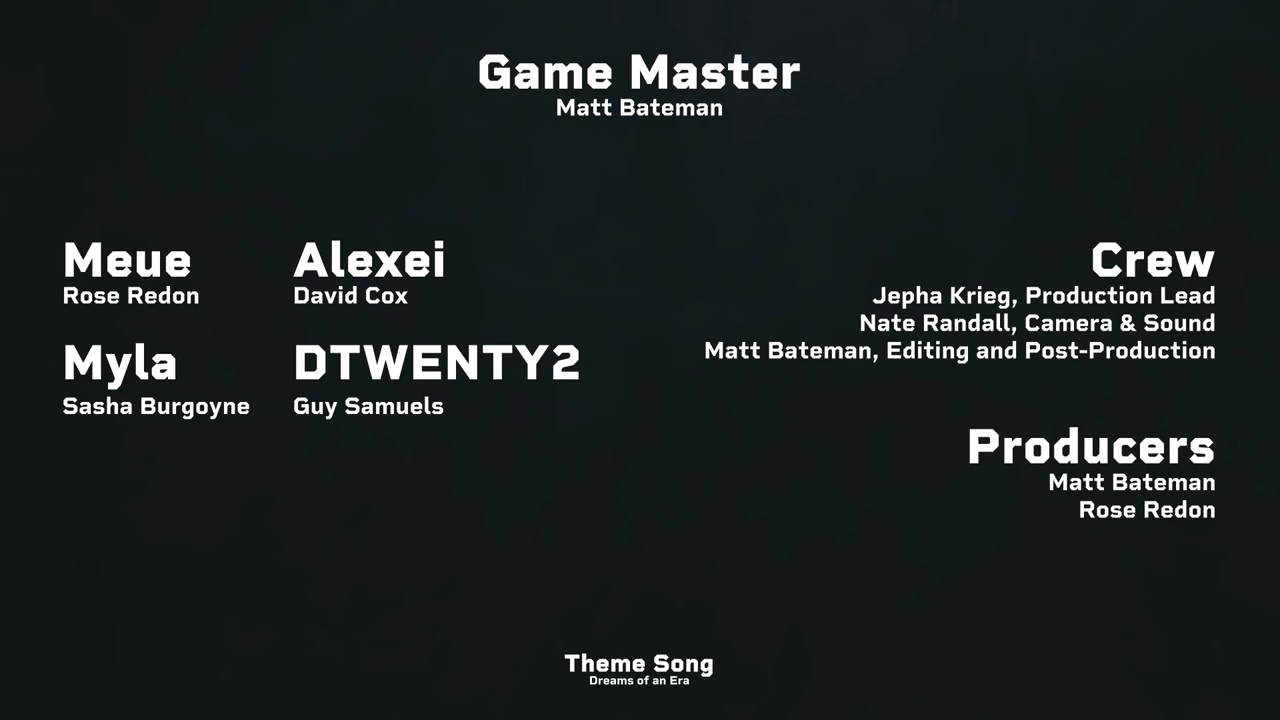 Game Master
Matt Bateman
Meue
Rose Redon
Alexei
David Cox
Myla
Sasha Burgoyne
DTWENTY2
Guy Samuels
Crew
Jepha Krieg, Production Lead
Nate Randall, Camera & Sound
Matt Bateman, Editing and Post-Production
Producers
Matt Bateman
Rose Redon
Theme Song
Dreams of an Era